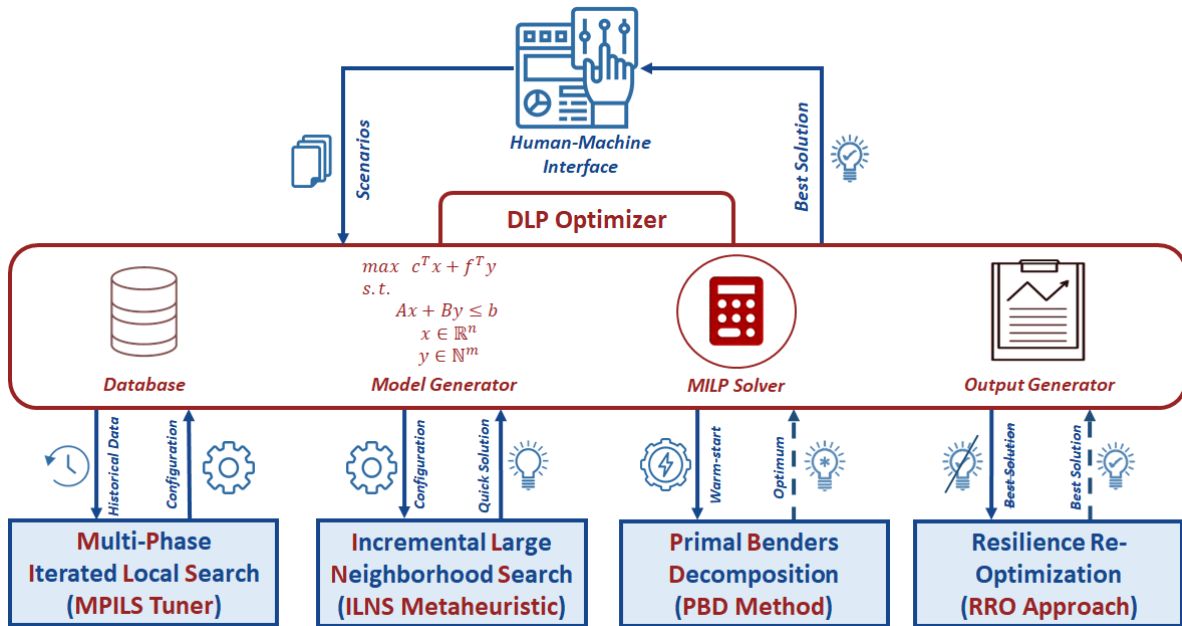 Human-Machine
Interface
Scenarios
Best Solution
DLP Optimizer
max c^T x + f^T y
s.t.
Ax + By ≤ b
x ∈ ℝ^n
y ∈ ℕ^m
Database
Model Generator
MILP Solver
Output Generator
Historical Data
Configuration
Configuration
Quick Solution
Warm-start
Optimum
Best Solution
Best Solution
Multi-Phase
Iterated Local Search
(MPILS Tuner)
Incremental Large
Neighborhood Search
(ILNS Metaheuristic)
Primal Benders
Decomposition
(PBD Method)
Resilience Re-
Optimization
(RRO Approach)